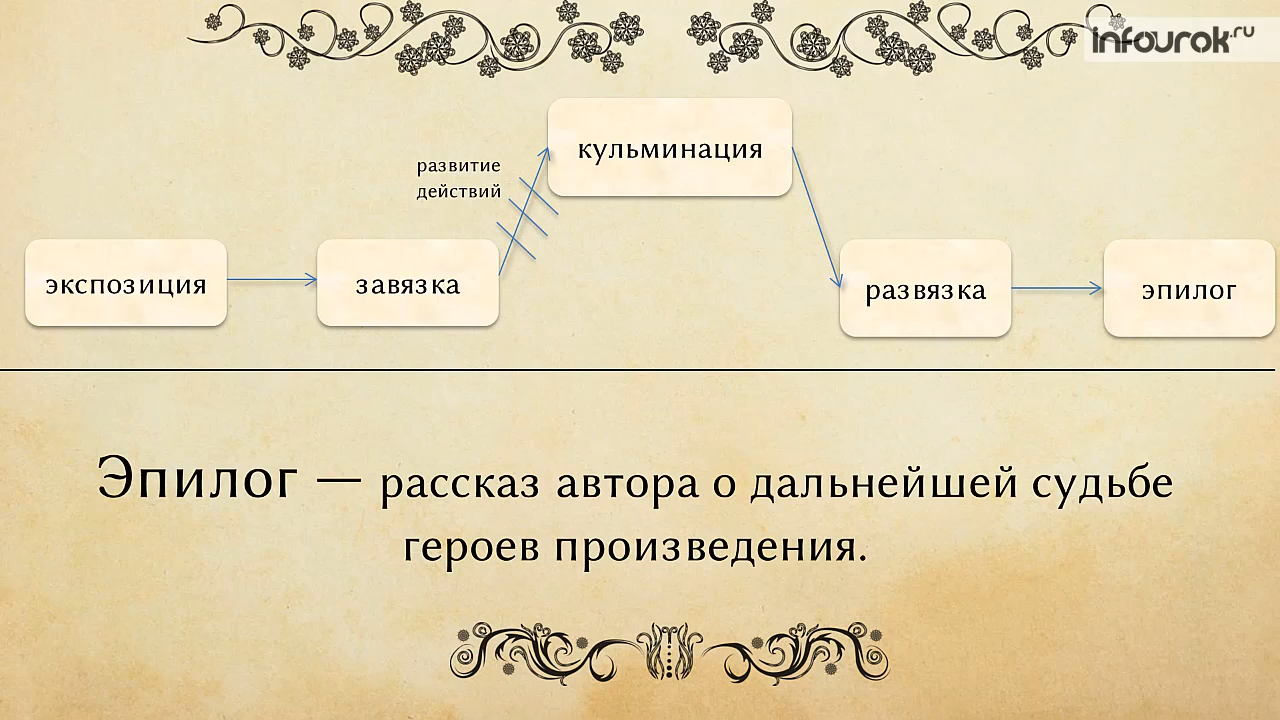 infourok.ru
кульминация
развитие
действий
экспозиция
завязка
развязка
эпилог
Эпилог — рассказ автора о дальнейшей судьбе
героев произведения.